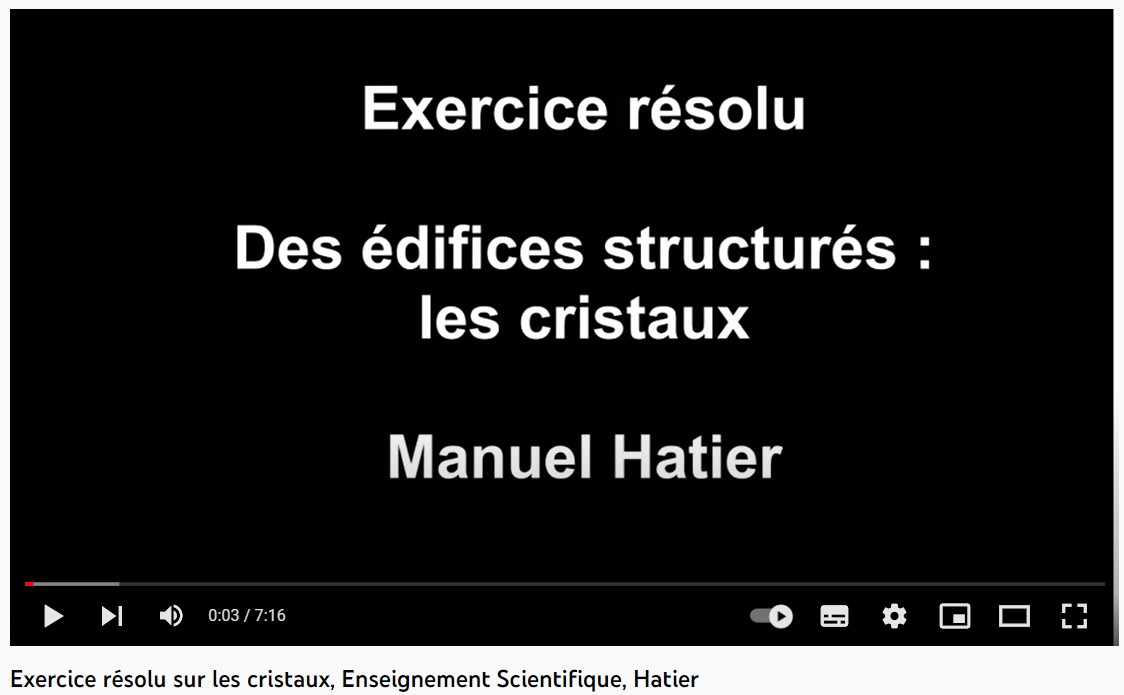 Exercice résolu
Des édifices structurés :
les cristaux
Manuel Hatier
0:03 / 7:16
Exercice résolu sur les cristaux, Enseignement Scientifique, Hatier